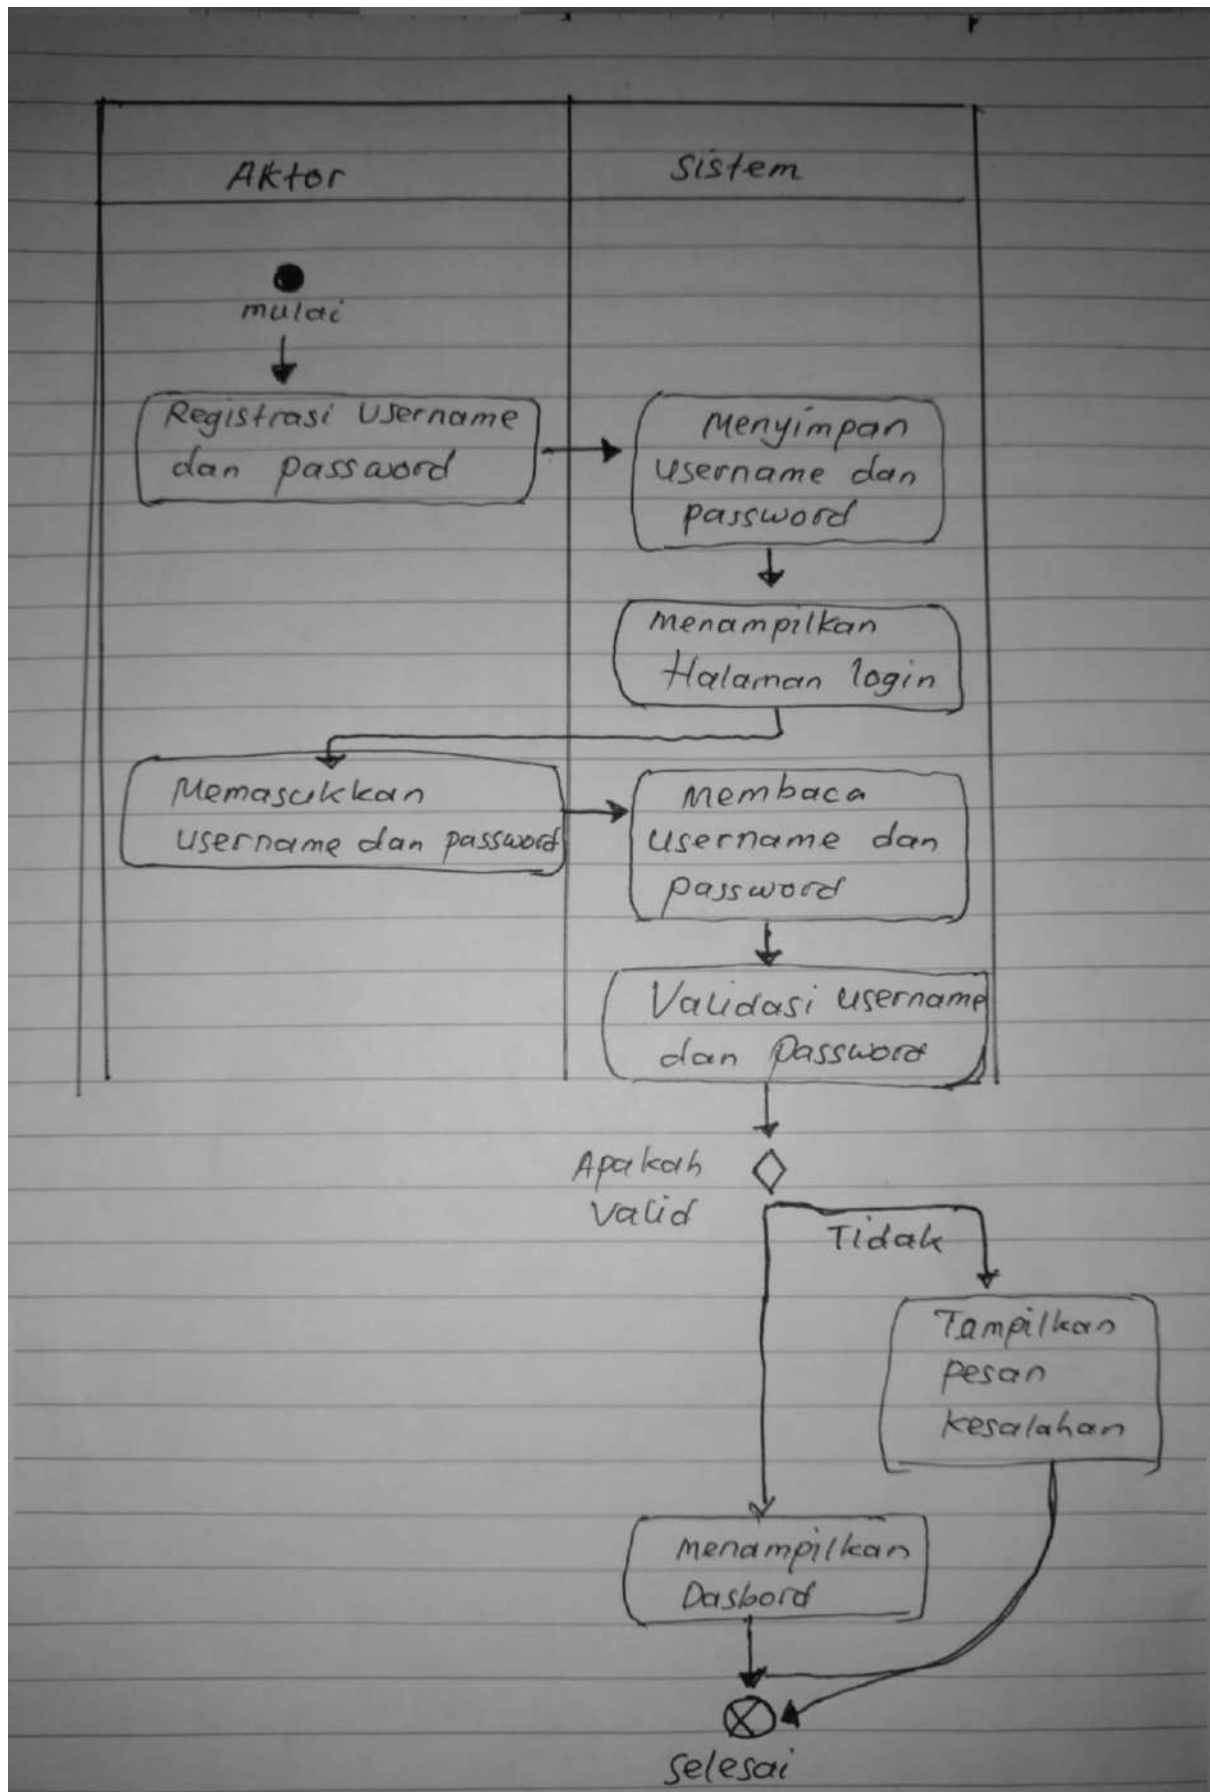 Aktor
Sistem
mulai
Registrasi Username
dan password
Menyimpan
username dan
password
Menampilkan
Halaman login
Memasukkan
username dan password
Membaca
username dan
password
Validasi username
dan password
Apakah
Valid
Tidak
Tampilkan
pesan
kesalahan
Menampilkan
Dasbord
Selesai